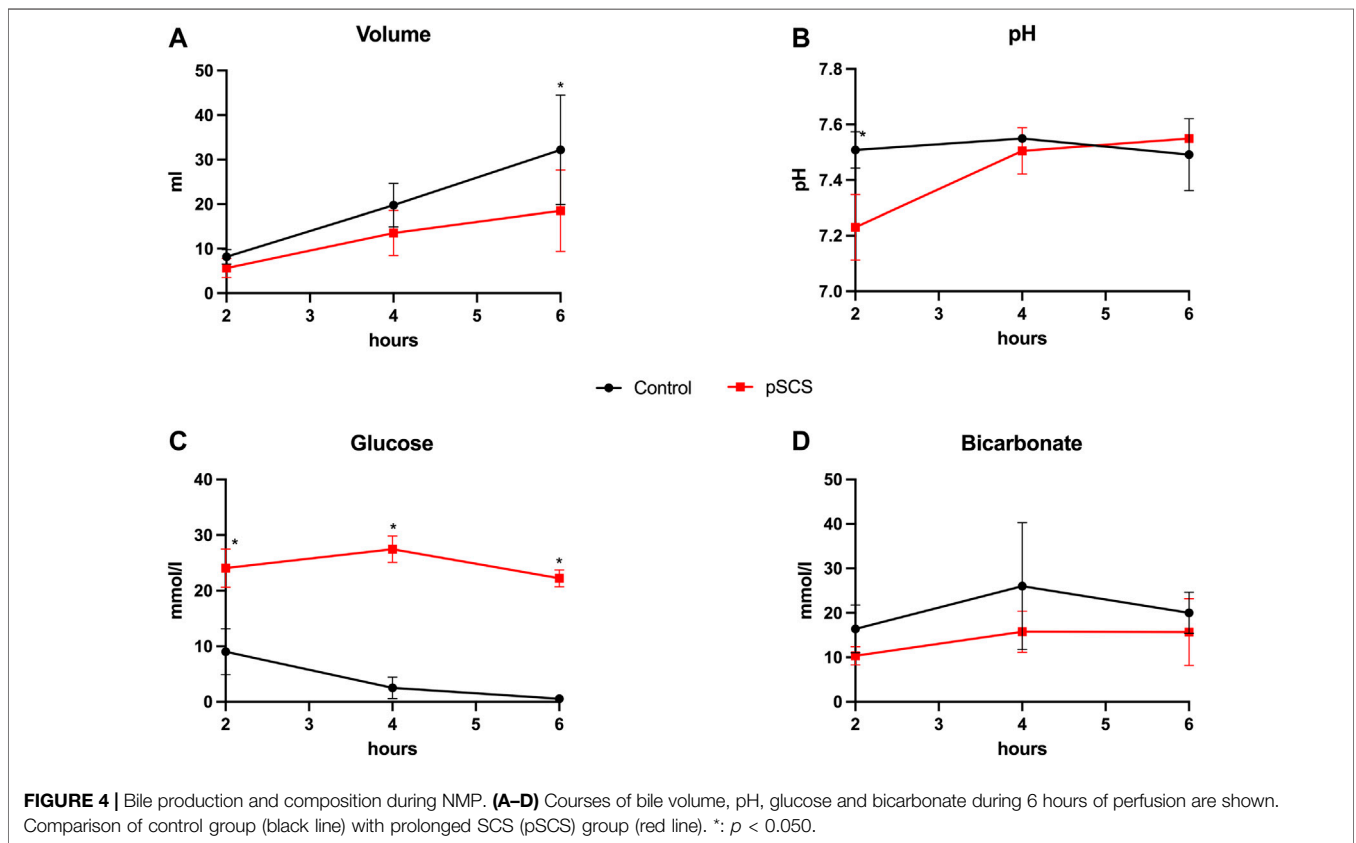 A Volume
50
40
30
20
10
0
ml
*
2 3 4 5 6
hours
B pH
7.8
7.6
7.4
7.2
7.0
pH
*
2 3 4 5 6
hours
Control pSCS
C Glucose
40
30
20
10
0
mmol/l
* * *
2 3 4 5 6
hours
D Bicarbonate
50
40
30
20
10
0
mmol/l
2 3 4 5 6
hours
FIGURE 4 | Bile production and composition during NMP. (A–D) Courses of bile volume, pH, glucose and bicarbonate during 6 hours of perfusion are shown.
Comparison of control group (black line) with prolonged SCS (pSCS) group (red line). *: p < 0.050.